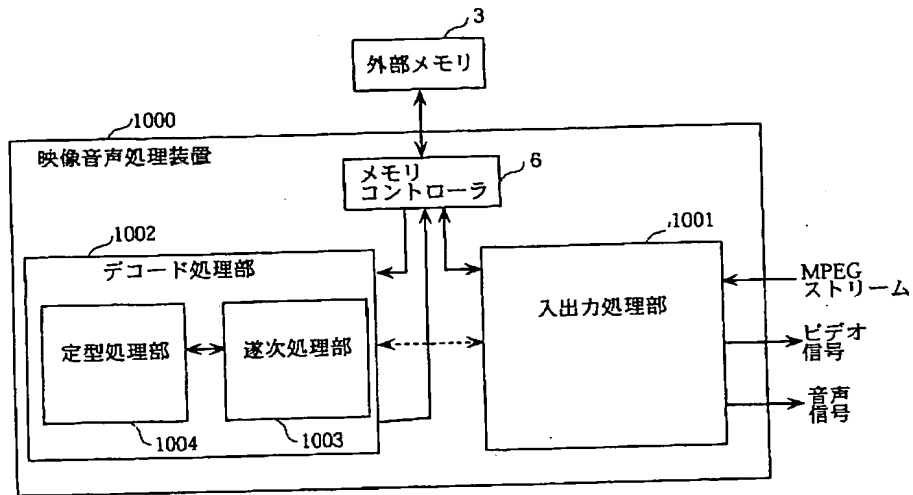 3
外部メモリ
1000
映像音声処理装置
メモリ
コントローラ
6
1002
デコード処理部
1001
入出力処理部
MPEG
ストリーム
定型処理部
遂次処理部
ビデオ
信号
音声
信号
1004
1003